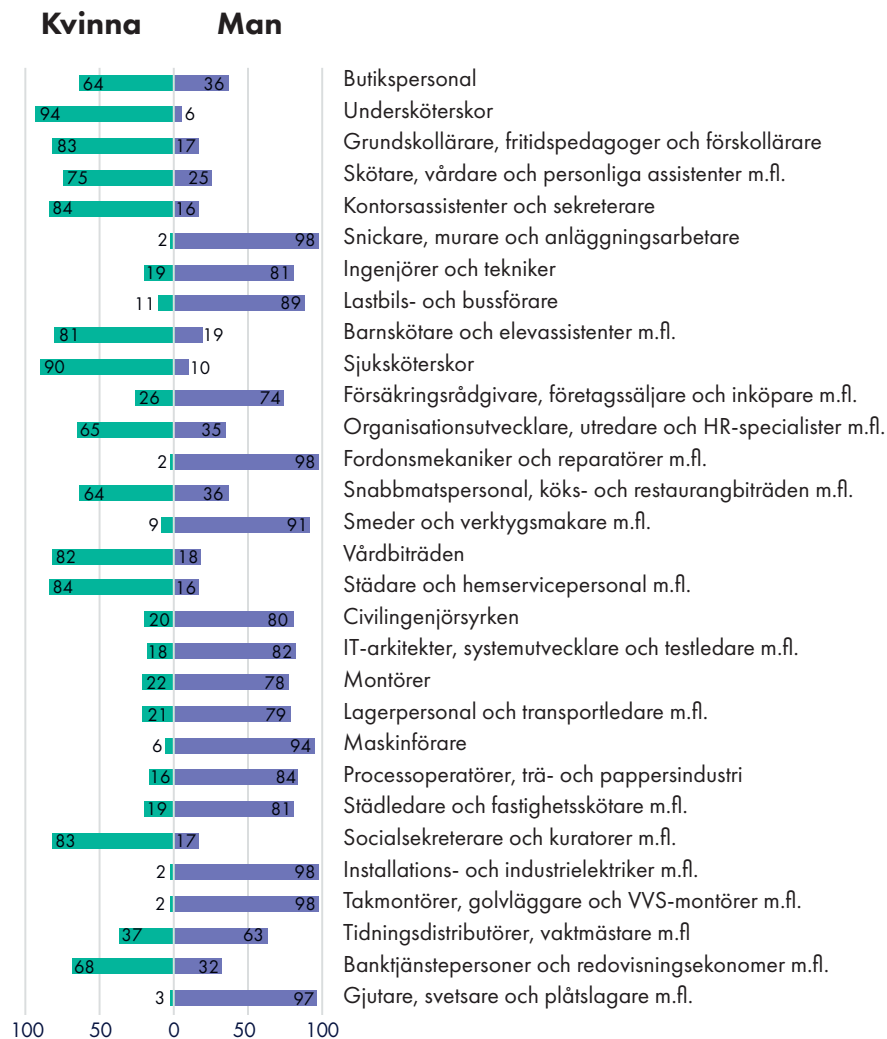 Kvinna Man
64 36 Butikspersonal
94 6 Undersköterskor
83 17 Grundskollärare, fritidspedagoger och förskollärare
75 25 Skötare, vårdare och personliga assistenter m.fl.
84 16 Kontorsassistenter och sekreterare
2 98 Snickare, murare och anläggningsarbetare
19 81 Ingenjörer och tekniker
11 89 Lastbils- och bussförare
81 19 Barnskötare och elevassistenter m.fl.
90 10 Sjuksköterskor
26 74 Försäkringsrådgivare, företagssäljare och inköpare m.fl.
65 35 Organisationsutvecklare, utredare och HR-specialister m.fl.
2 98 Fordonsmekaniker och reparatörer m.fl.
64 36 Snabbmatspersonal, köks- och restaurangbiträden m.fl.
9 91 Smeder och verktygsmakare m.fl.
82 18 Vårdbiträden
84 16 Städare och hemservicepersonal m.fl.
20 80 Civilingenjörsyrken
18 82 IT-arkitekter, systemutvecklare och testledare m.fl.
22 78 Montörer
21 79 Lagerpersonal och transportledare m.fl.
6 94 Maskinförare
16 84 Processoperatörer, trä- och pappersindustri
19 81 Städledare och fastighetsskötare m.fl.
83 17 Socialsekreterare och kuratorer m.fl.
2 98 Installations- och industrielektriker m.fl.
2 98 Takmontörer, golvläggare och VVS-montörer m.fl.
37 63 Tidningsdistributörer, vaktmästare m.fl
68 32 Banktjänstepersoner och redovisningsekonomer m.fl.
3 97 Gjutare, svetsare och plåtslagare m.fl.
100 50 0 50 100